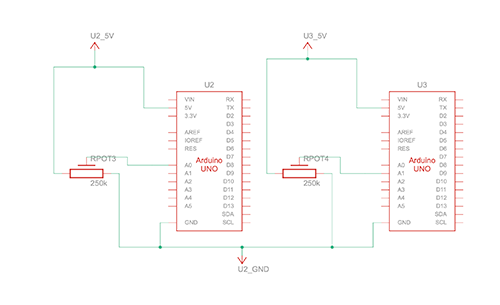 U2_5V
U3_5V
U2
U3
VIN RX
5V TX
3.3V D2
D3
AREF D4
IOREF D5
RES D6
D7
A0 D8
A1 D9
A2 D10
A3 D11
A4 D12
A5 D13
SDA
GND SCL
Arduino
UNO
RPOT3
250k
VIN RX
5V TX
3.3V D2
D3
AREF D4
IOREF D5
RES D6
D7
A0 D8
A1 D9
A2 D10
A3 D11
A4 D12
A5 D13
SDA
GND SCL
Arduino
UNO
RPOT4
250k
U2_GND